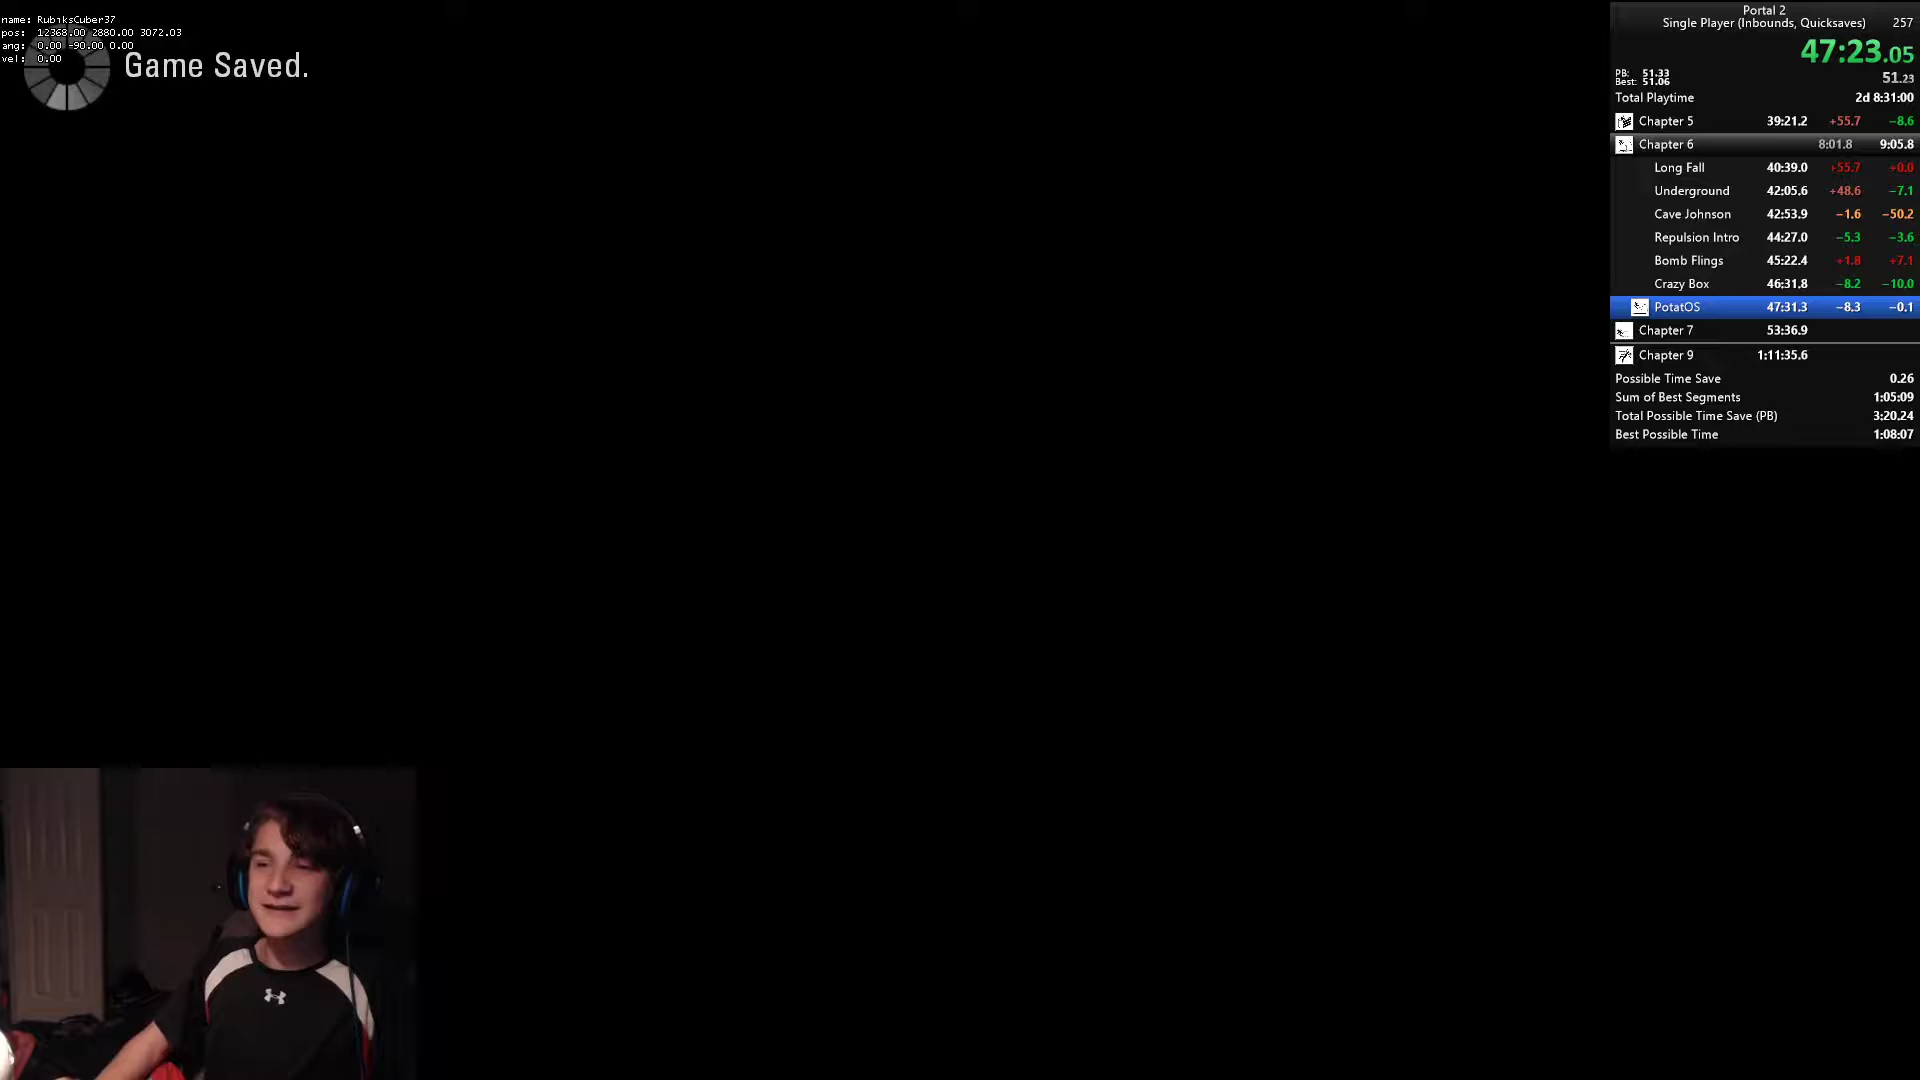 name: RubiksCuber37
pos: 12368.00 2880.00 3072.03
ang: 0.00 -90.00 0.00
vel: 0.00
Game Saved.
Portal 2
Single Player (Inbounds, Quicksaves) 257
47:23.05
PB: 51.33
Best: 51.06
51.23
Total Playtime 2d 8:31:00
Chapter 5 39:21.2 +55.7 −8.6
Chapter 6 8:01.8 9:05.8
Long Fall 40:39.0 +55.7 +0.0
Underground 42:05.6 +48.6 −7.1
Cave Johnson 42:53.9 −1.6 −50.2
Repulsion Intro 44:27.0 −5.3 −3.6
Bomb Flings 45:22.4 +1.8 +7.1
Crazy Box 46:31.8 −8.2 −10.0
PotatOS 47:31.3 −8.3 −0.1
Chapter 7 53:36.9
Chapter 9 1:11:35.6
Possible Time Save 0.26
Sum of Best Segments 1:05:09
Total Possible Time Save (PB) 3:20.24
Best Possible Time 1:08:07